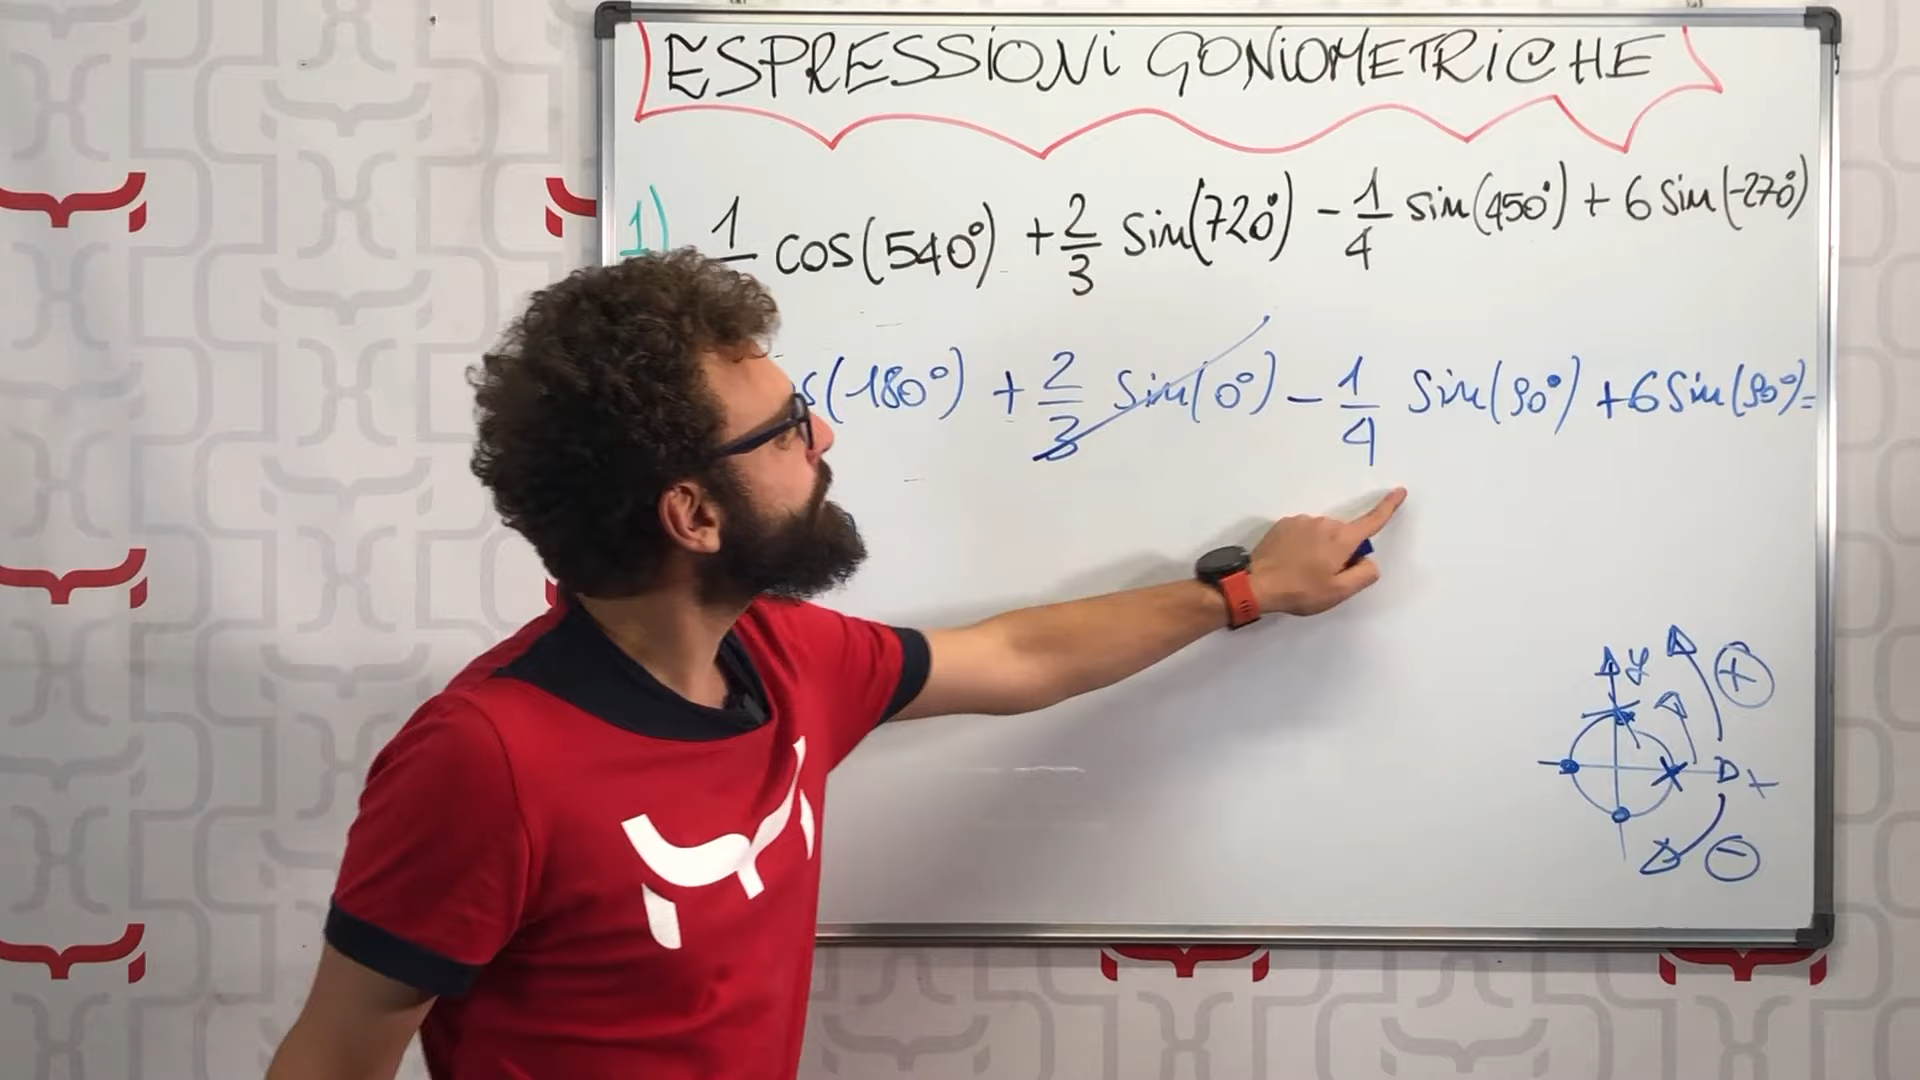 ESPRESSIONI GONIOMETRICHE
1) 1 cos(540°) + 2/3 sin(720°) - 1/4 sin(450°) + 6 sin(-270°)
s(180°) + 2/3 sin(0°) - 1/4 sin(90°) + 6 sin(90°) =
y
+
x
-